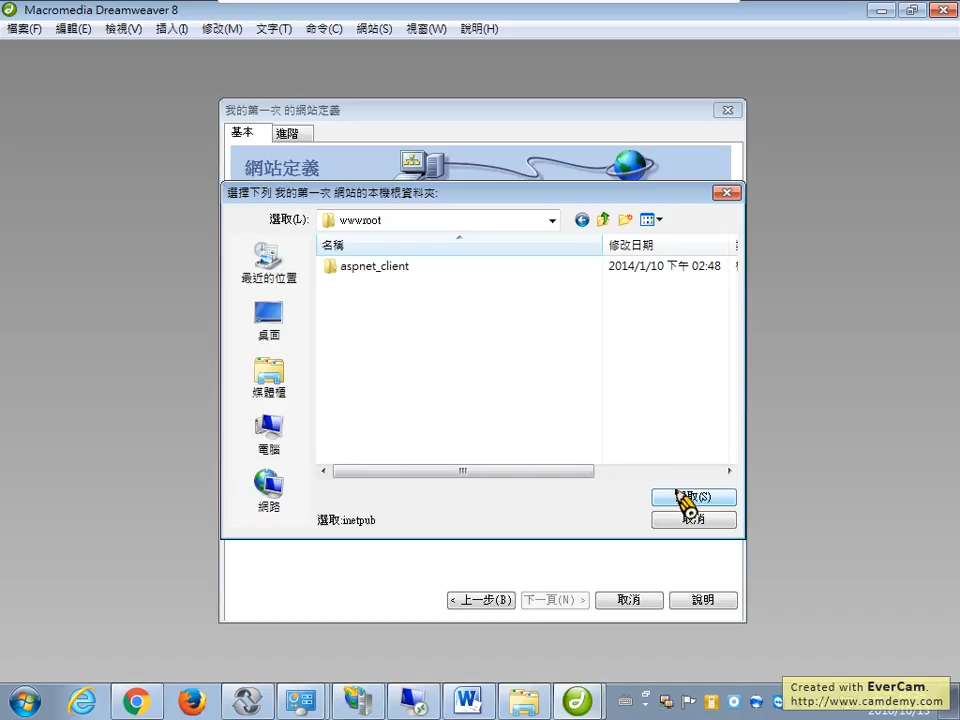 Macromedia Dreamweaver 8
檔案(F) 編輯(E) 檢視(V) 插入(I) 修改(M) 文字(T) 命令(C) 網站(S) 視窗(W) 說明(H)
我的第一次 的網站定義
基本 進階
網站定義
選擇下列 我的第一次 網站的本機根資料夾:
選取(L): wwwroot
名稱 修改日期
aspnet_client 2014/1/10 下午 02:48
最近的位置
桌面
媒體櫃
電腦
網路
取(S)
選取:inetpub
取消
< 上一步(B) 下一頁(N) > 取消 說明
Created with EverCam.
http://www.camdemy.com